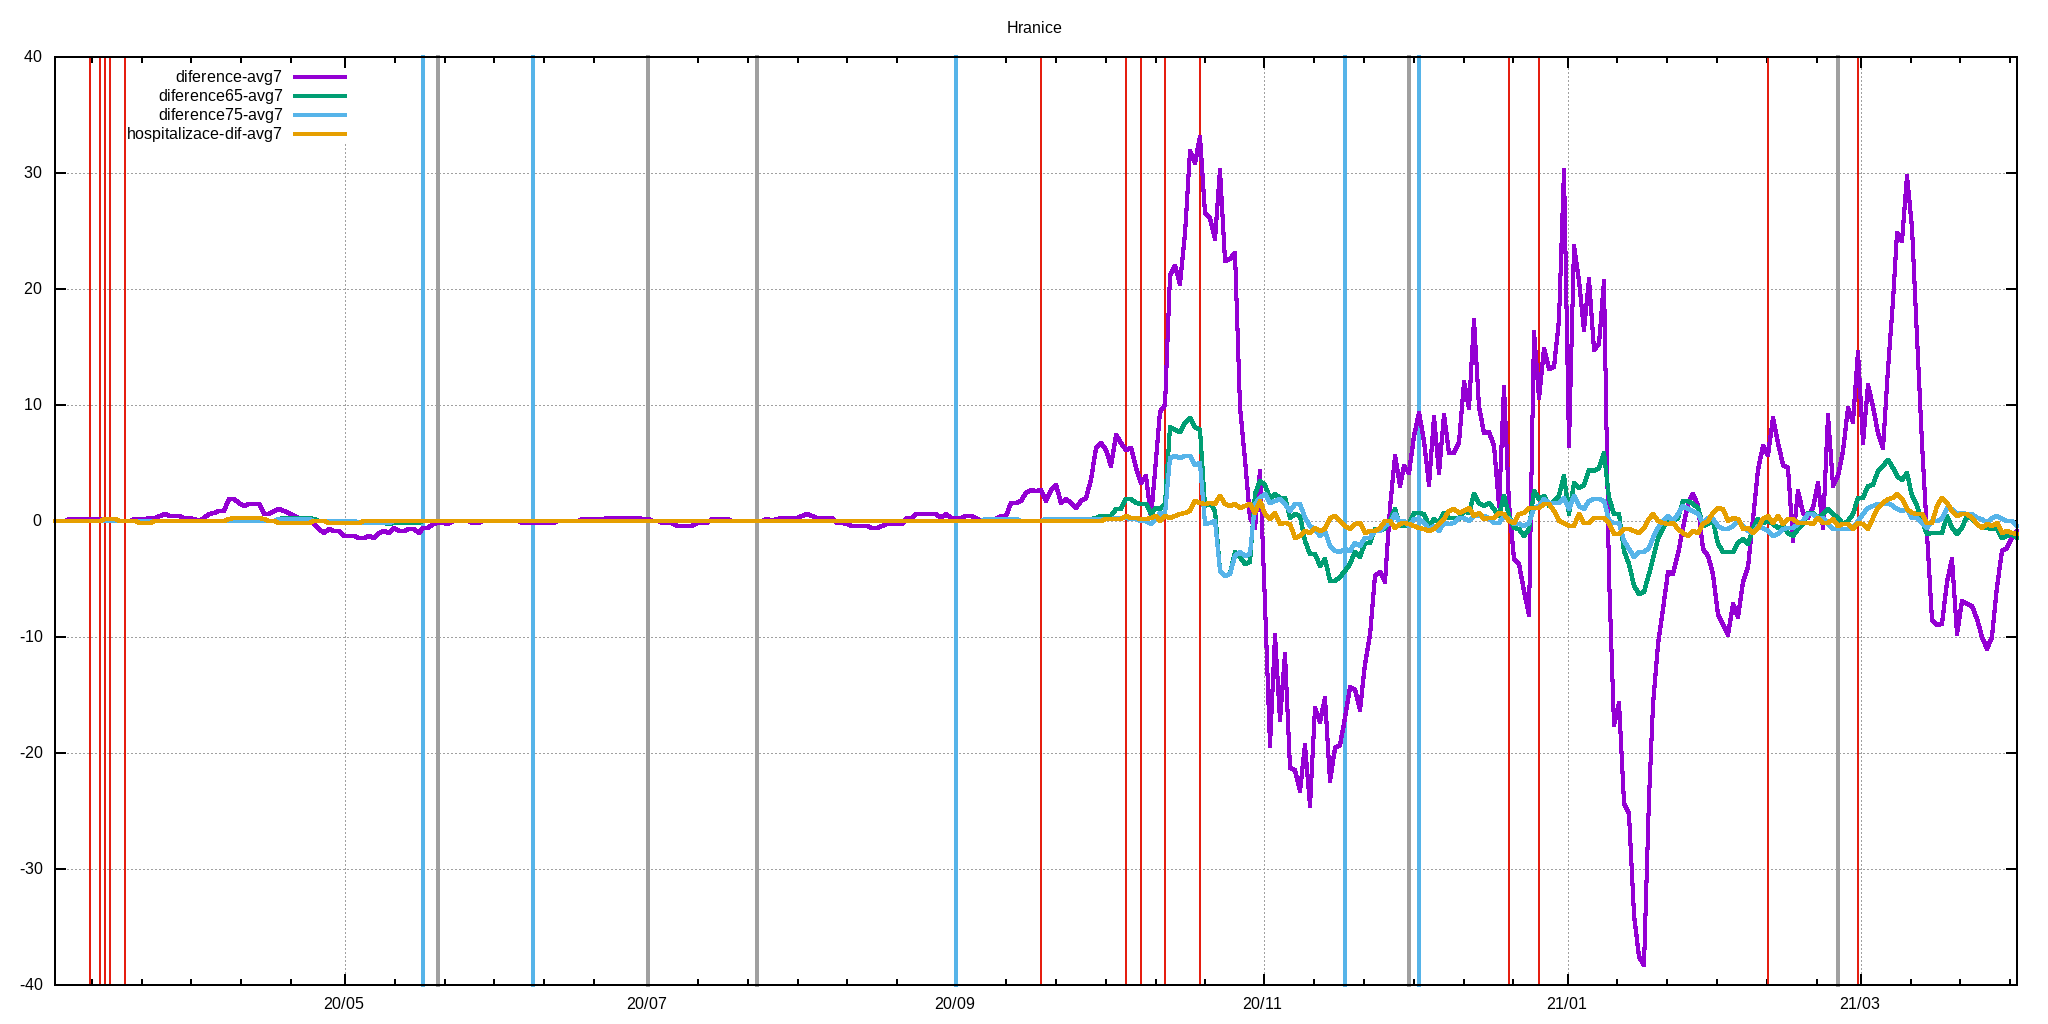 Hranice
diference-avg7
diference65-avg7
diference75-avg7
hospitalizace-dif-avg7
40
30
20
10
0
-10
-20
-30
-40
20/05 20/07 20/09 20/11 21/01 21/03